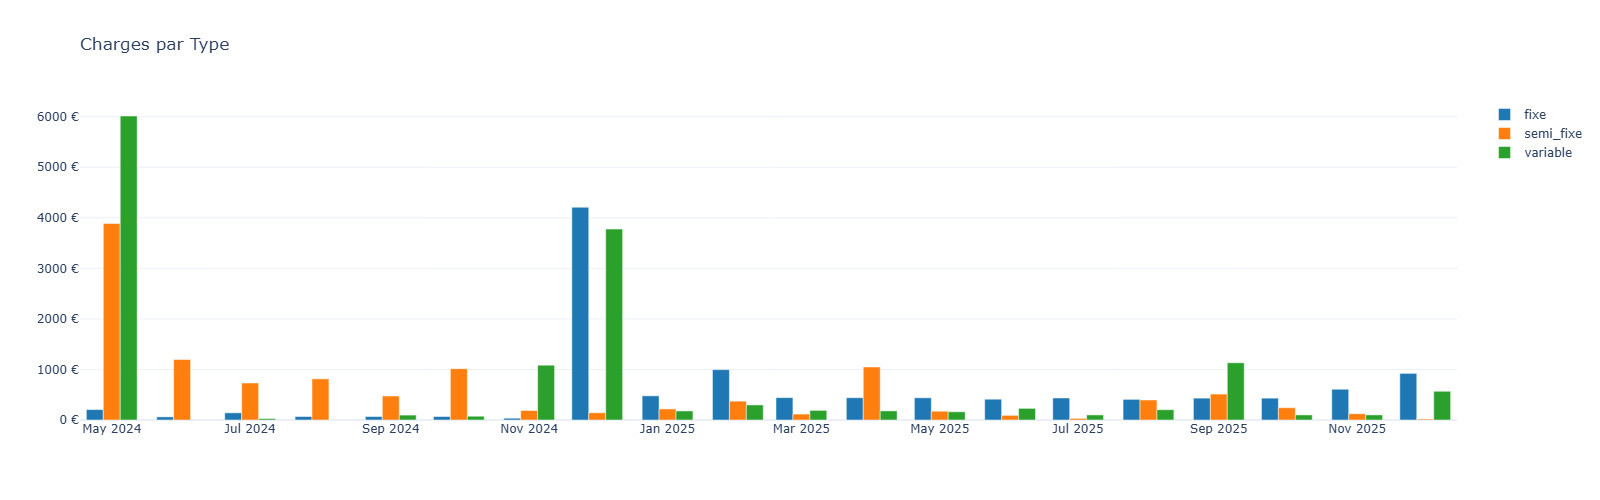 Charges par Type
6000 €
5000 €
4000 €
3000 €
2000 €
1000 €
0 €
May 2024
Jul 2024
Sep 2024
Nov 2024
Jan 2025
Mar 2025
May 2025
Jul 2025
Sep 2025
Nov 2025
fixe
semi_fixe
variable